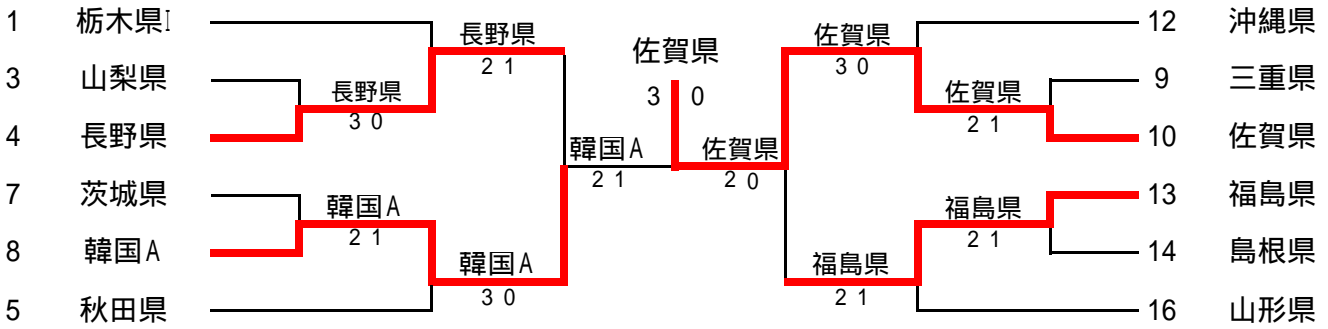 1 栃木県I
長野県
2 1
3 山梨県
長野県
3 0
4 長野県
7 茨城県
韓国A
2 1
8 韓国A
韓国A
3 0
5 秋田県
韓国A
2 1
佐賀県
3 0
佐賀県
2 0
佐賀県
3 0
12 沖縄県
9 三重県
佐賀県
2 1
10 佐賀県
13 福島県
福島県
2 1
14 島根県
福島県
2 1
16 山形県